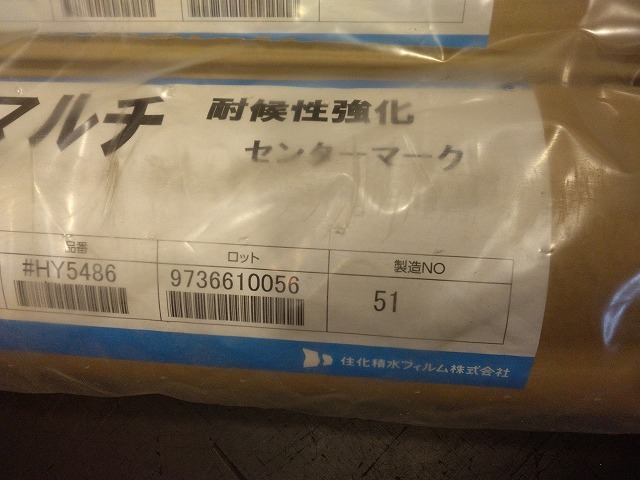 マルチ 耐候性強化
センターマーク
品番 ロット 製造NO
#HY5486 9736610056 51
住化積水フィルム株式会社